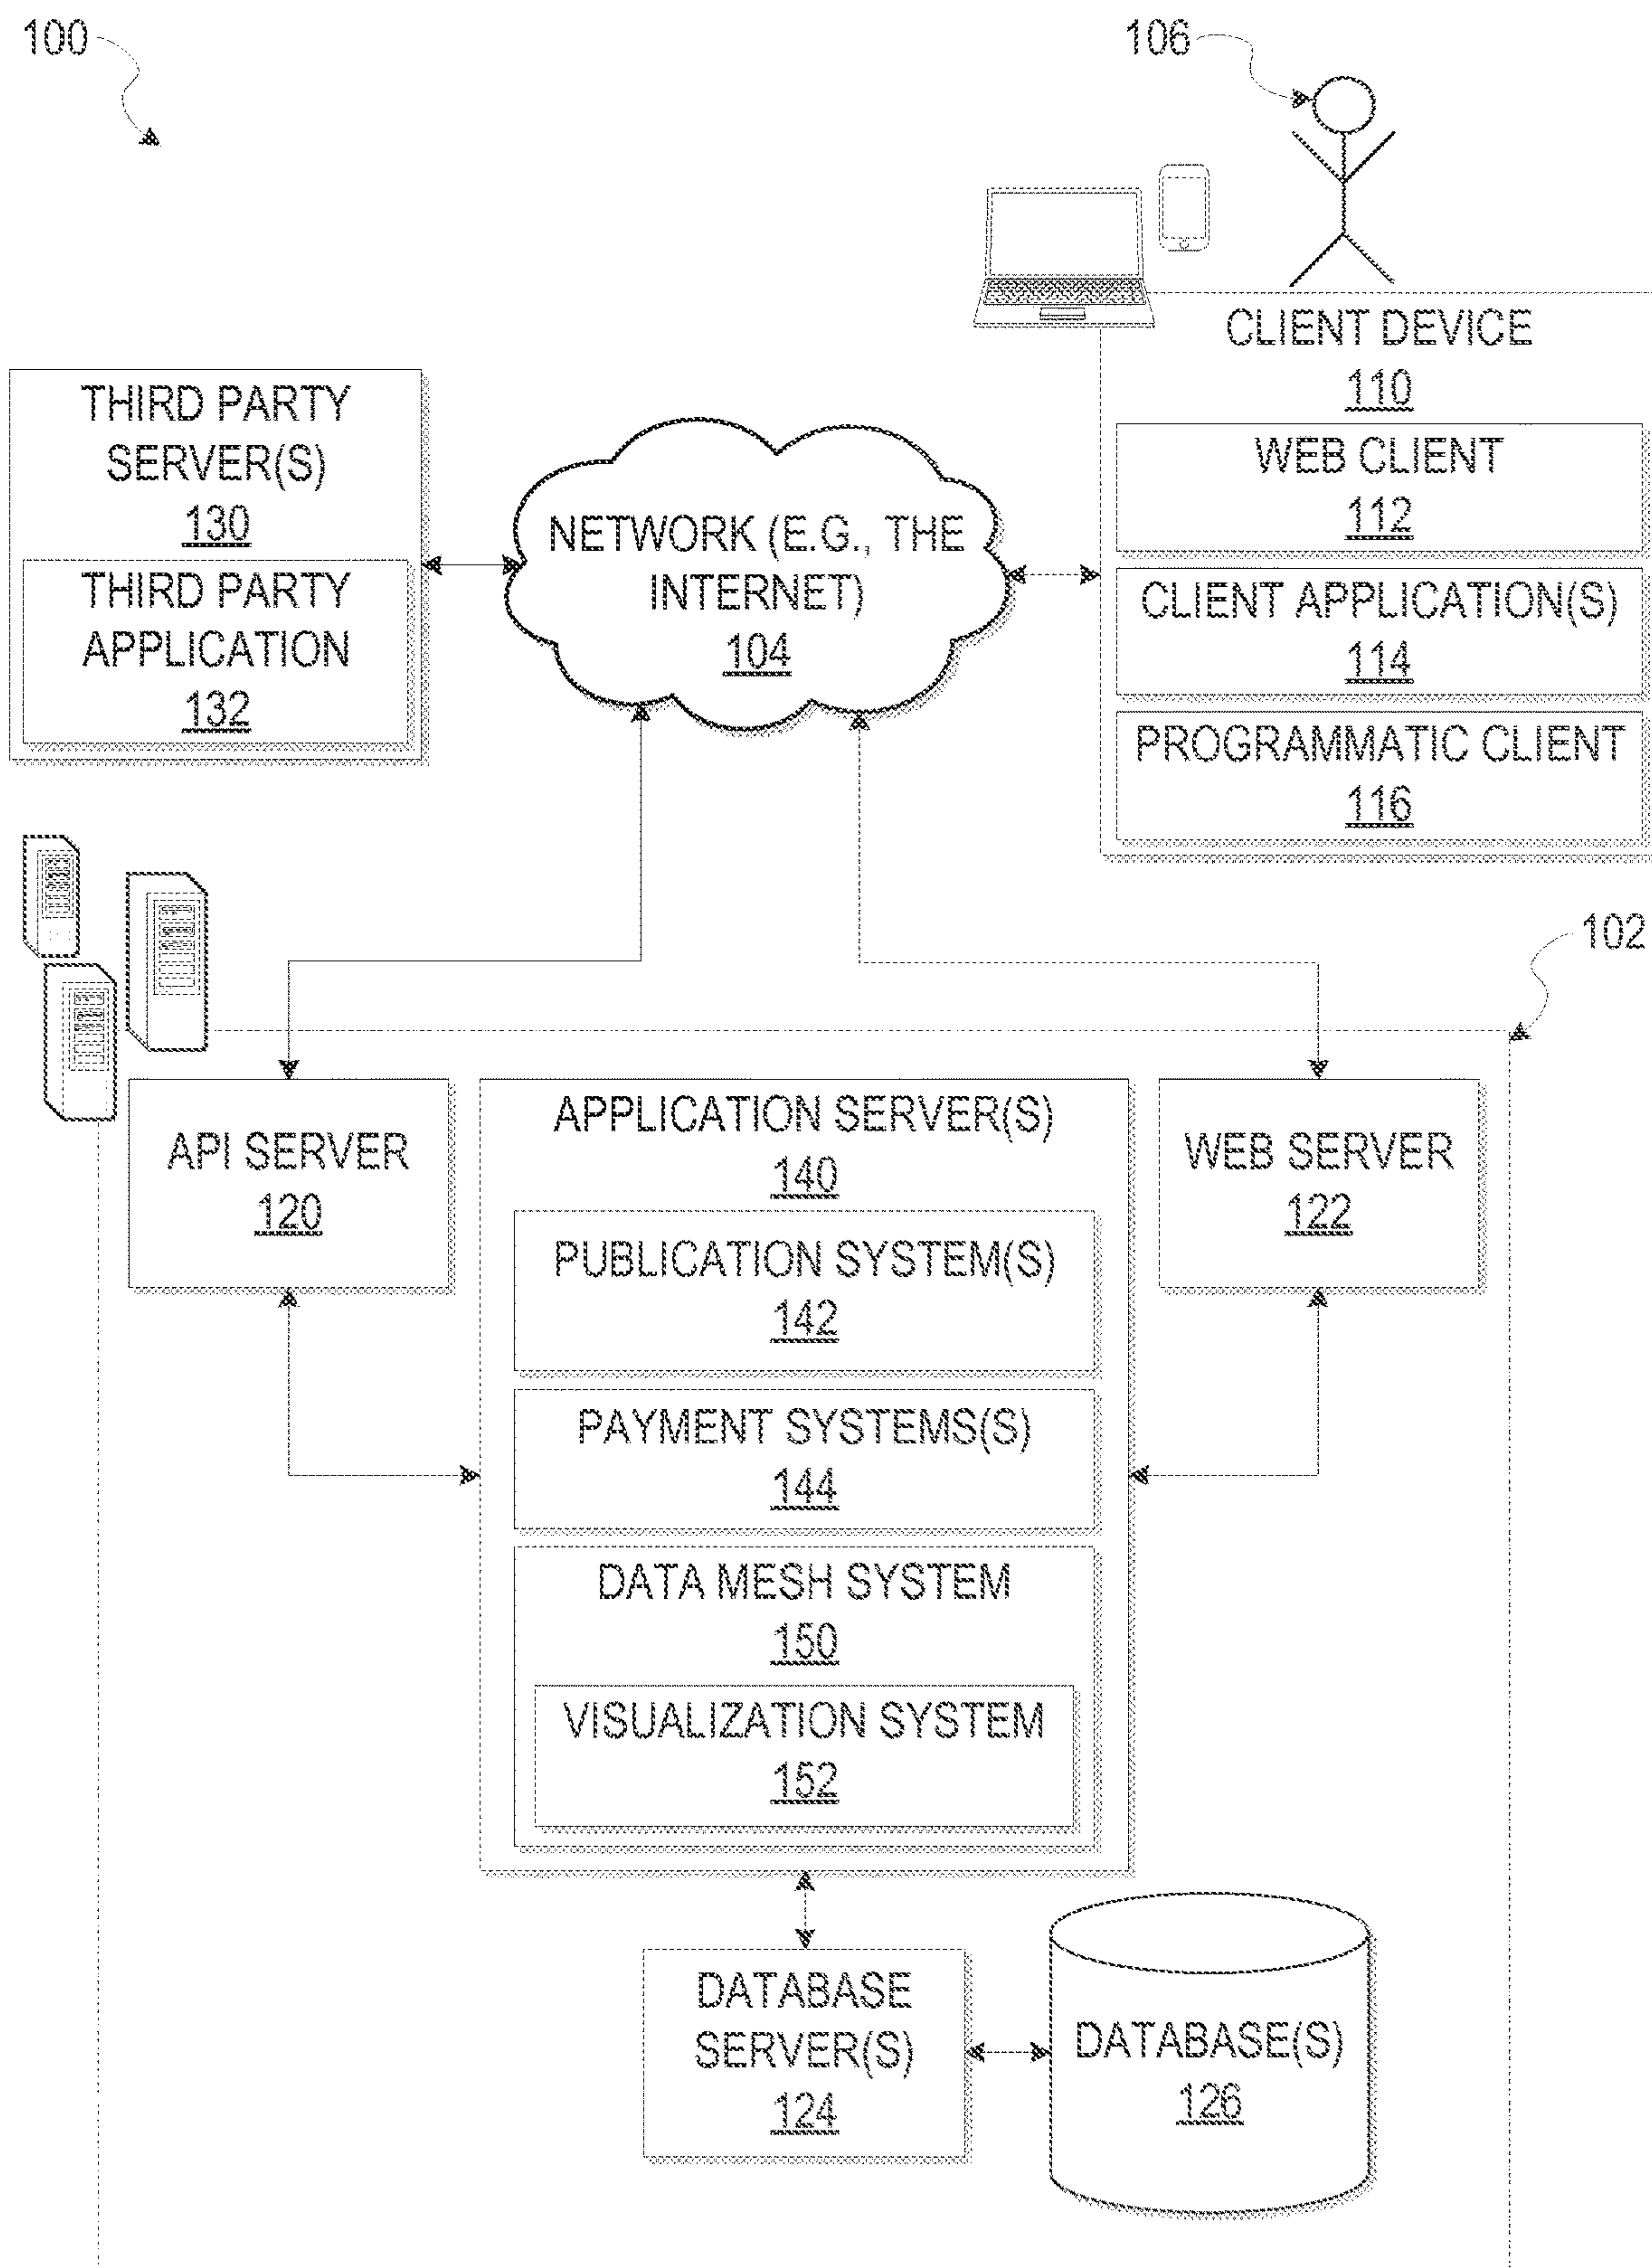 100
106
CLIENT DEVICE
110
WEB CLIENT
112
CLIENT APPLICATION(S)
114
PROGRAMMATIC CLIENT
116
THIRD PARTY
SERVER(S)
130
THIRD PARTY
APPLICATION
132
NETWORK (E.G., THE
INTERNET)
104
102
API SERVER
120
APPLICATION SERVER(S)
140
PUBLICATION SYSTEM(S)
142
PAYMENT SYSTEMS(S)
144
DATA MESH SYSTEM
150
VISUALIZATION SYSTEM
152
WEB SERVER
122
DATABASE
SERVER(S)
124
DATABASE(S)
126